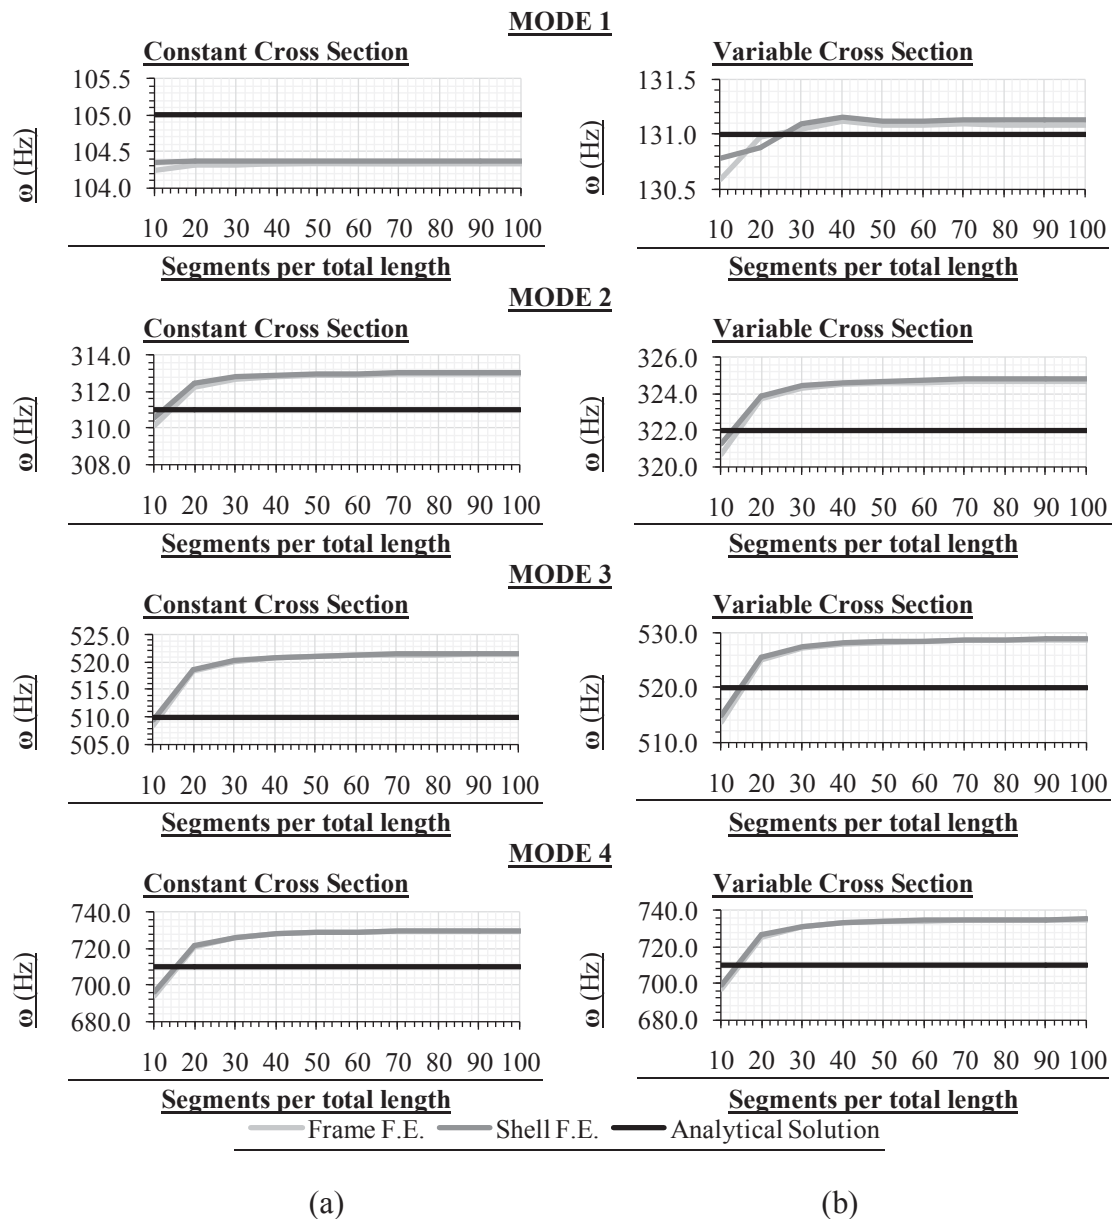 MODE 1
Constant Cross Section
105.5
105.0
104.5
104.0
ω (Hz)
10 20 30 40 50 60 70 80 90 100
Segments per total length
Variable Cross Section
131.5
131.0
130.5
ω (Hz)
10 20 30 40 50 60 70 80 90 100
Segments per total length
MODE 2
Constant Cross Section
314.0
312.0
310.0
308.0
ω (Hz)
10 20 30 40 50 60 70 80 90 100
Segments per total length
Variable Cross Section
326.0
324.0
322.0
320.0
ω (Hz)
10 20 30 40 50 60 70 80 90 100
Segments per total length
MODE 3
Constant Cross Section
525.0
520.0
515.0
510.0
505.0
ω (Hz)
10 20 30 40 50 60 70 80 90 100
Segments per total length
Variable Cross Section
530.0
520.0
510.0
ω (Hz)
10 20 30 40 50 60 70 80 90 100
Segments per total length
MODE 4
Constant Cross Section
740.0
720.0
700.0
680.0
ω (Hz)
10 20 30 40 50 60 70 80 90 100
Segments per total length
Variable Cross Section
740.0
720.0
700.0
680.0
ω (Hz)
10 20 30 40 50 60 70 80 90 100
Segments per total length
Frame F.E. Shell F.E. Analytical Solution
(a) (b)